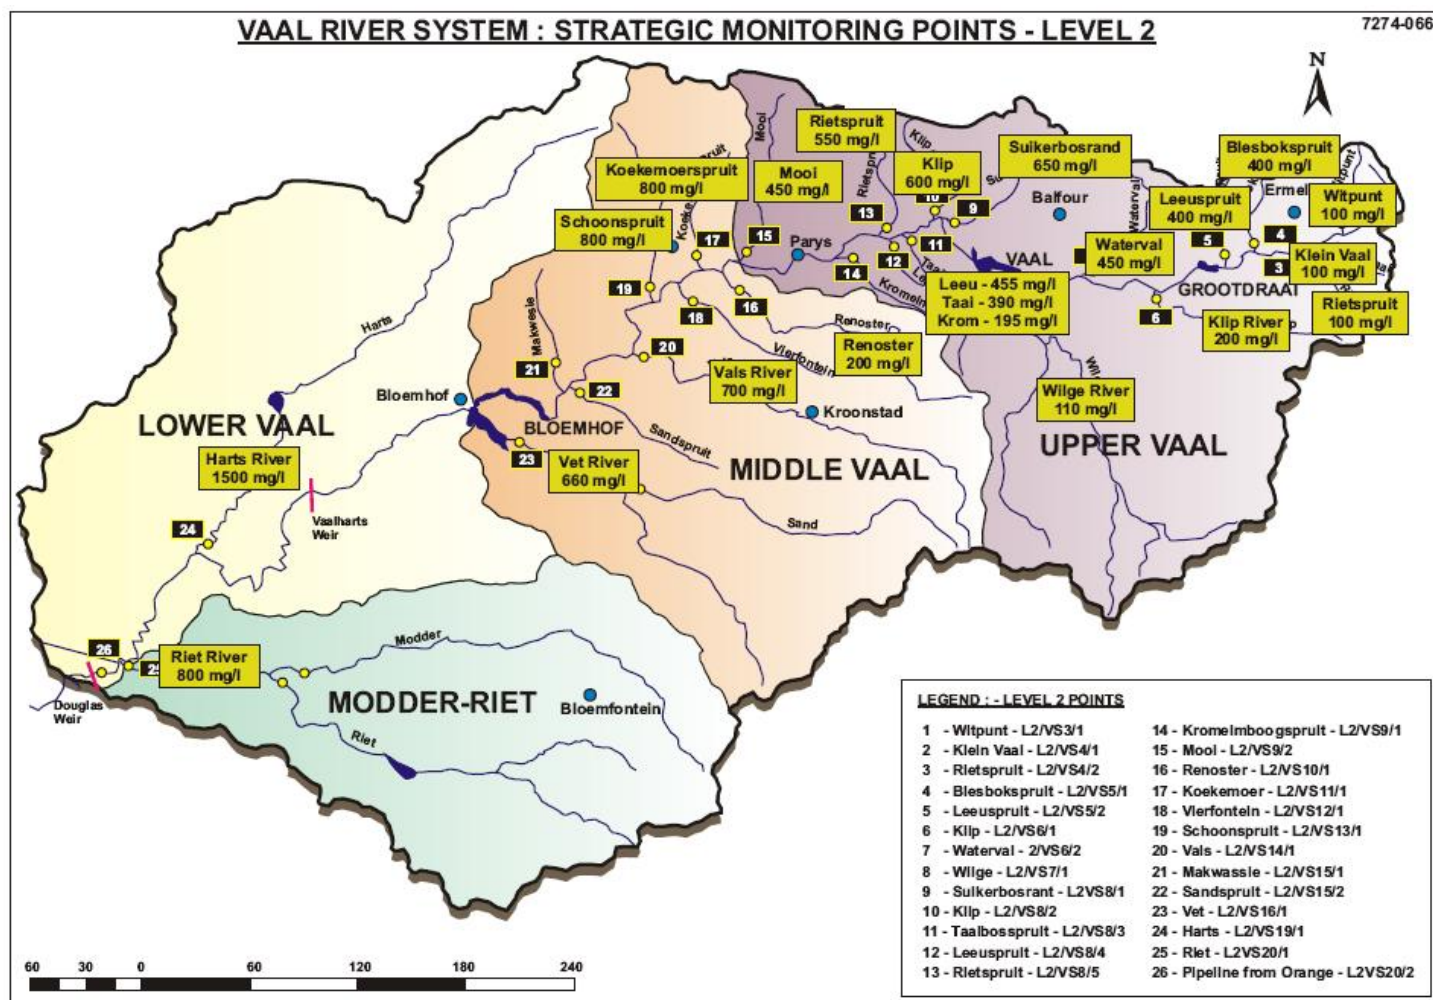 VAAL RIVER SYSTEM : STRATEGIC MONITORING POINTS - LEVEL 2
7274-066
N
Rietspruit
550 mg/l
Klip
600 mg/l
Suikerbosrand
650 mg/l
Blesbokspruit
400 mg/l
Koekemoerspruit
800 mg/l
Mooi
450 mg/l
Mooi
Balfour
Leeuspruit
400 mg/l
Witpunt
100 mg/l
Schoonspruit
800 mg/l
Waterval
Waterval
450 mg/l
Klein Vaal
100 mg/l
Parys
VAAL
GROOTDRAAI
Leeu - 455 mg/l
Taal - 390 mg/l
Krom - 195 mg/l
Rietspruit
100 mg/l
Klip River
200 mg/l
Renoster
Renoster
200 mg/l
Vierfontein
Vals River
700 mg/l
Wilge River
110 mg/l
Kroonstad
Harts
Makwesie
Bloemhof
BLOEMHOF
Sandspruit
LOWER VAAL
MIDDLE VAAL
UPPER VAAL
Harts River
1500 mg/l
Vet River
660 mg/l
Sand
Vaalharts
Weir
Modder
Riet River
800 mg/l
MODDER-RIET
Bloemfontein
Riet
Douglas
Weir
3
4
5
6
9
11
12
13
14
15
16
17
18
19
20
21
22
23
24
26
LEGEND : - LEVEL 2 POINTS
1 - Witpunt - L2/VS3/1
2 - Klein Vaal - L2/VS4/1
3 - Rietspruit - L2/VS4/2
4 - Blesbokspruit - L2/VS5/1
5 - Leeuspruit - L2/VS5/2
6 - Klip - L2/VS6/1
7 - Waterval - 2/VS6/2
8 - Wilge - L2/VS7/1
9 - Suikerbosrant - L2VS8/1
10 - Klip - L2/VS8/2
11 - Taalbosspruit - L2/VS8/3
12 - Leeuspruit - L2/VS8/4
13 - Rietspruit - L2/VS8/5
14 - Kromelmboogspruit - L2/VS9/1
15 - Mooi - L2/VS9/2
16 - Renoster - L2/VS10/1
17 - Koekemoer - L2/VS11/1
18 - Vierfontein - L2/VS12/1
19 - Schoonspruit - L2/VS13/1
20 - Vals - L2/VS14/1
21 - Makwassie - L2/VS15/1
22 - Sandspruit - L2/VS15/2
23 - Vet - L2/VS16/1
24 - Harts - L2/VS19/1
25 - Riet - L2VS20/1
26 - Pipeline from Orange - L2VS20/2
60 30 0 60 120 180 240